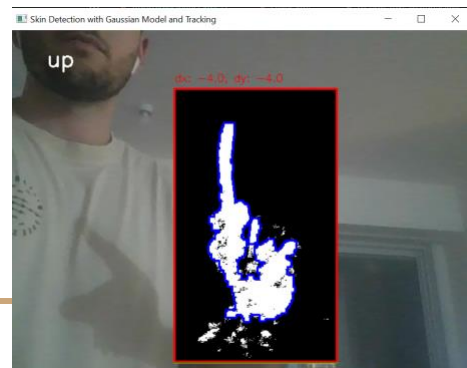 Skin Detection with Gaussian Model and Tracking
up
dx: -4.0; dy: -4.0